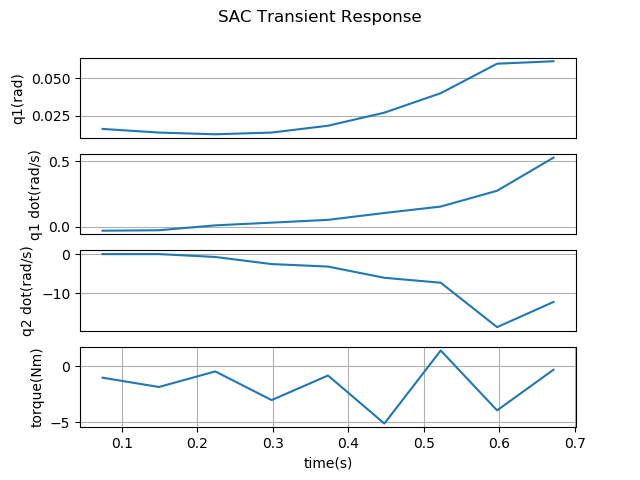 SAC Transient Response
0.050
0.025
q1(rad)
0.5
0.0
q1 dot(rad/s)
0
−10
q2 dot(rad/s)
0
−5
torque(Nm)
0.1 0.2 0.3 0.4 0.5 0.6 0.7
time(s)